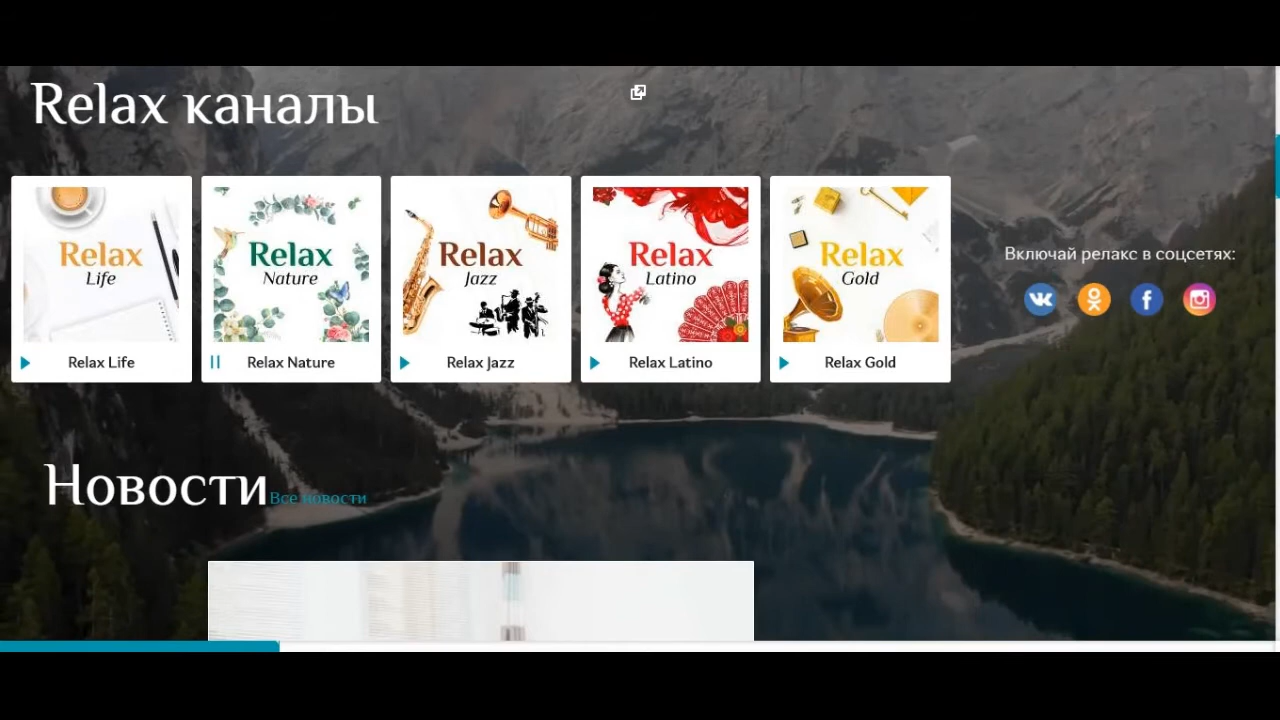 Relax каналы
Relax
Life
Relax Life
Relax
Nature
Relax Nature
Relax
Jazz
Relax Jazz
Relax
Latino
Relax Latino
Relax
Gold
Relax Gold
Включай релакс в соцсетях:
Новости Все новости